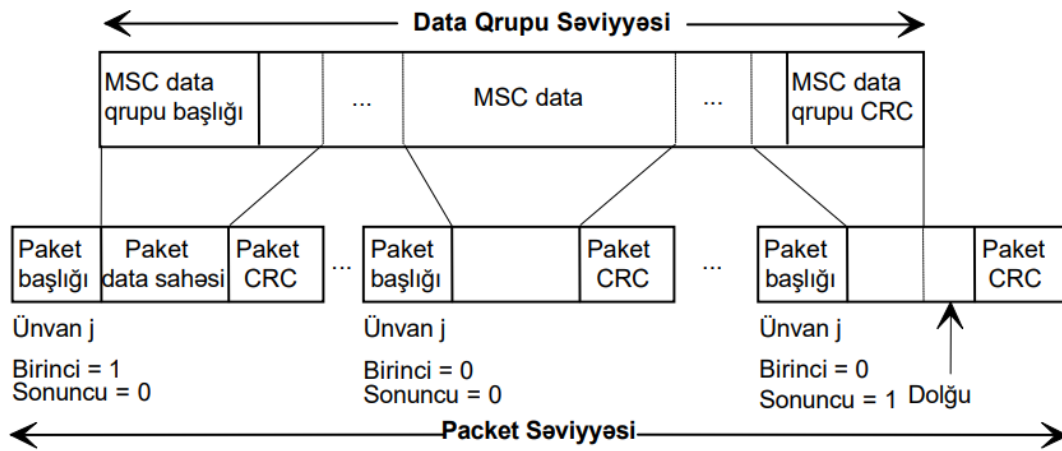 Data Qrupu Səviyyəsi
MSC data
qrupu başlığı
...
MSC data
...
MSC data
qrupu CRC
Paket
başlığı
Paket
data sahəsi
Paket
CRC
...
Paket
başlığı
Paket
CRC
...
Paket
başlığı
Paket
CRC
Ünvan j
Birinci = 1
Sonuncu = 0
Ünvan j
Birinci = 0
Sonuncu = 0
Ünvan j
Birinci = 0
Sonuncu = 1
Dolğu
Packet Səviyyəsi